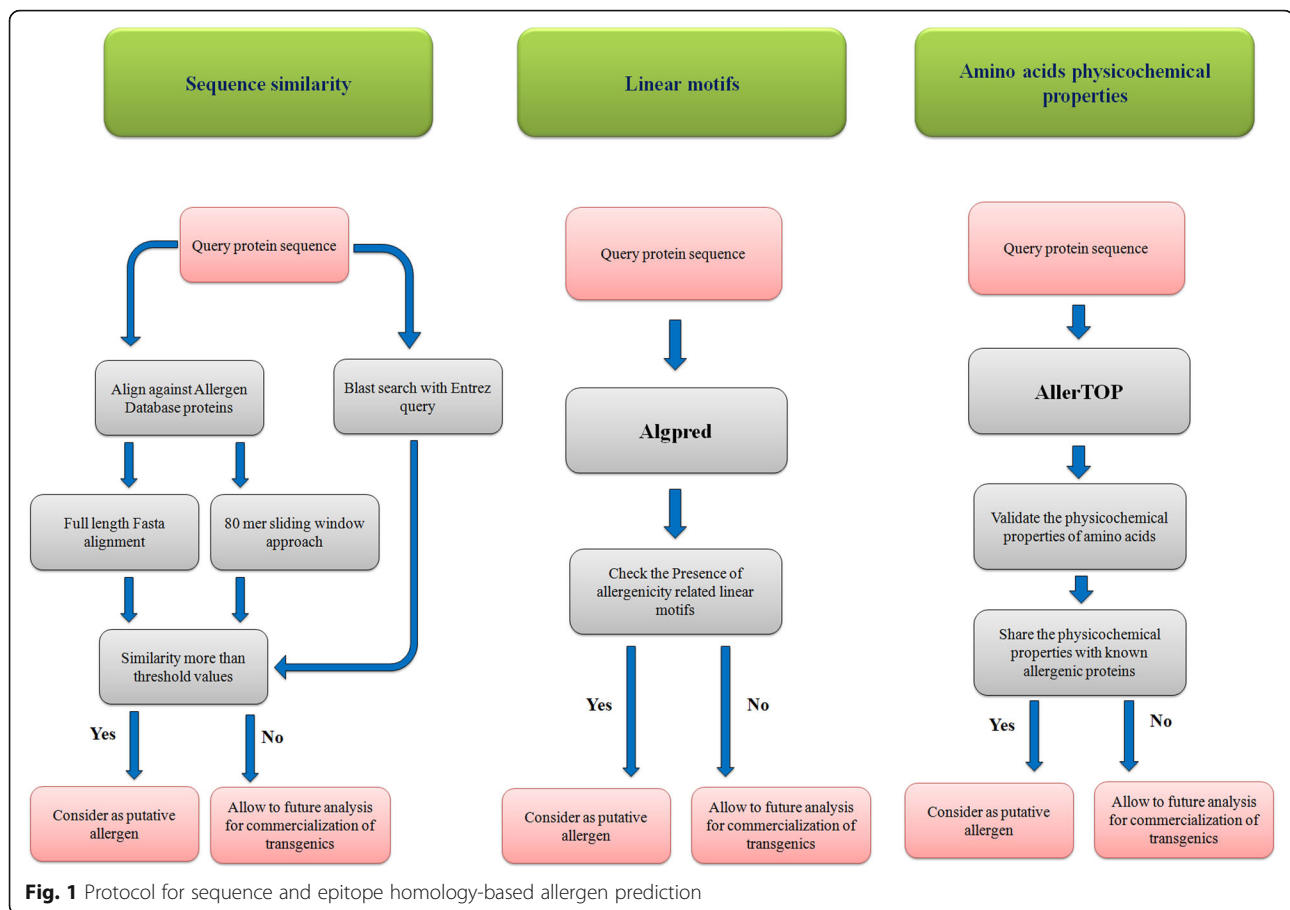 Sequence similarity
Query protein sequence
Align against Allergen
Database proteins
Blast search with Entrez
query
Full length Fasta
alignment
80 mer sliding window
approach
Similarity more than
threshold values
Yes
No
Consider as putative
allergen
Allow to future analysis
for commercialization of
transgenics
Linear motifs
Query protein sequence
Algpred
Check the Presence of
allergenicity related linear
motifs
Yes
No
Consider as putative
allergen
Allow to future analysis
for commercialization of
transgenics
Amino acids physicochemical
properties
Query protein sequence
AllerTOP
Validate the physicochemical
properties of amino acids
Share the physicochemical
properties with known
allergenic proteins
Yes
No
Consider as putative
allergen
Allow to future analysis
for commercialization of
transgenics
Fig. 1 Protocol for sequence and epitope homology-based allergen prediction